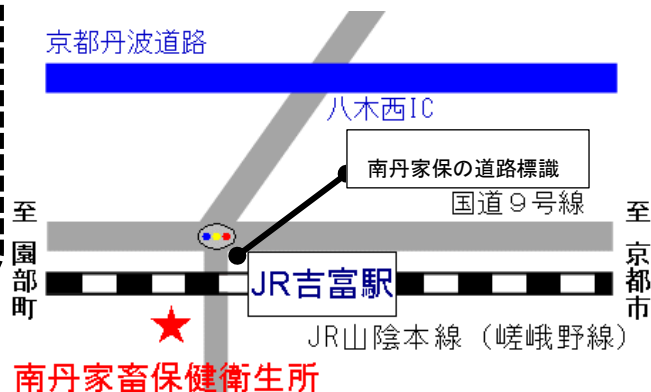 京都丹波道路
八木西IC
南丹家保の道路標識
国道９号線
至園部町
至京都市
JR吉富駅
JR山陰本線（嵯峨野線）
南丹家畜保健衛生所